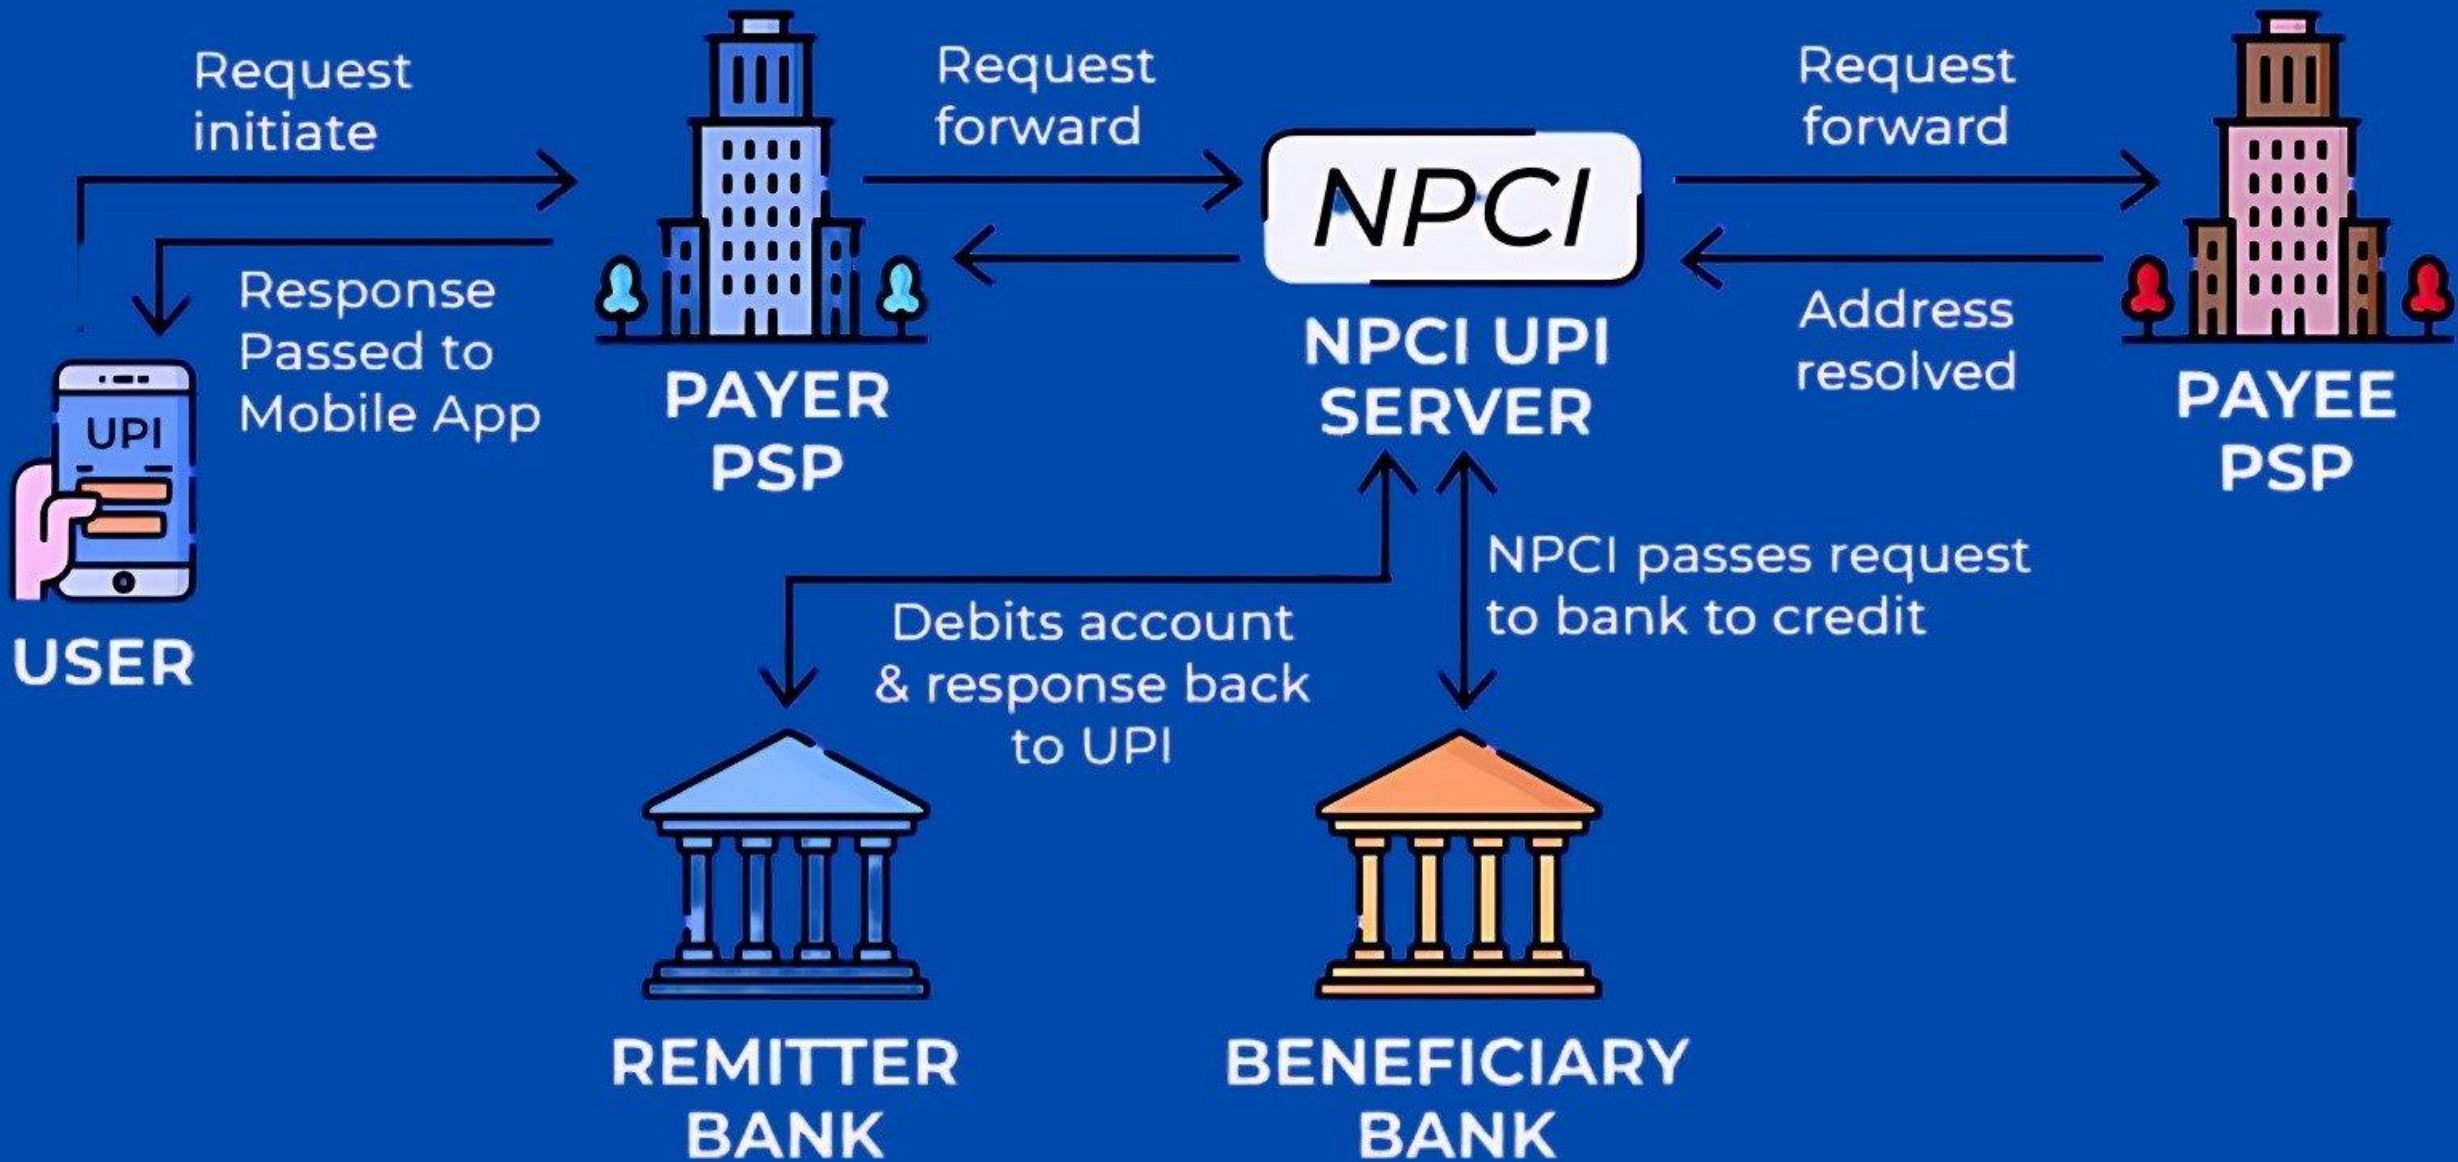 Request
initiate
Request
forward
Request
forward
NPCI
Response
Passed to
Mobile App
Address
resolved
UPI
NPCI UPI
SERVER
PAYER
PSP
PAYEE
PSP
USER
NPCI passes request
to bank to credit
Debits account
& response back
to UPI
REMITTER
BANK
BENEFICIARY
BANK